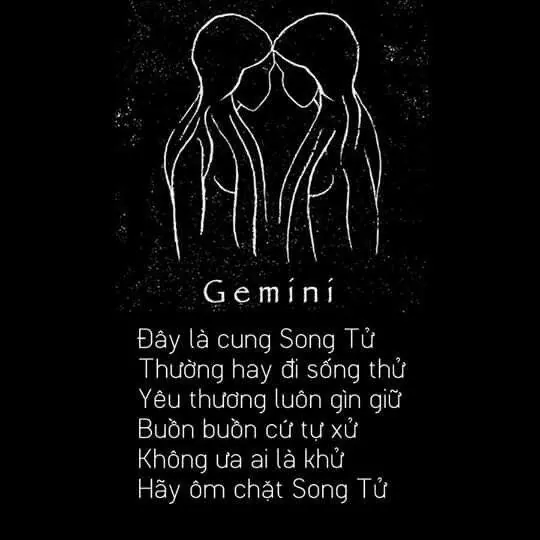 Gemini
Đây là cung Song Tử
Thường hay đi sống thử
Yêu thương luôn gìn giữ
Buồn buồn cứ tự xử
Không ưa ai là khử
Hãy ôm chặt Song Tử